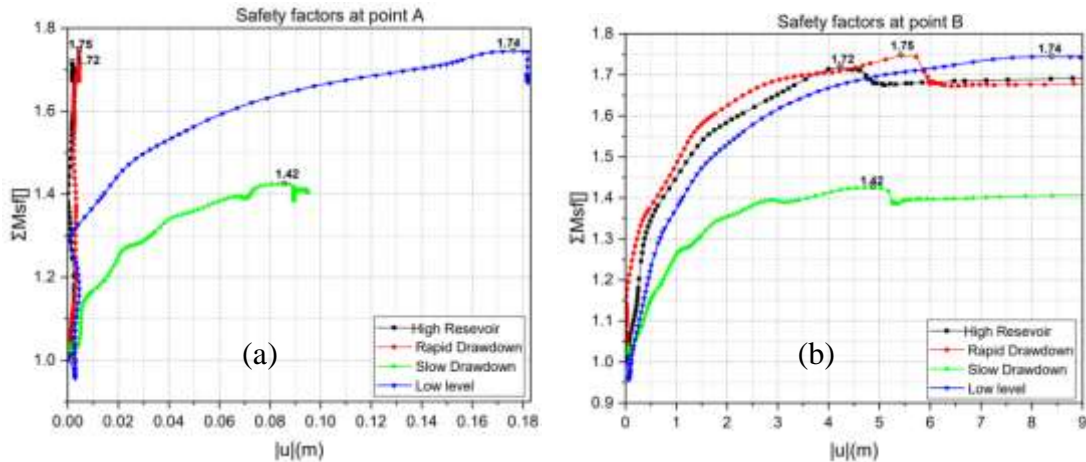 Safety factors at point A
1.8
1.6
1.4
1.2
1.0
ΣMsf[]
1.75
1.72
1.74
1.42
High Resevoir
Rapid Drawdown
Slow Drawdown
Low level
(a)
0.00 0.02 0.04 0.06 0.08 0.10 0.12 0.14 0.16 0.18
|u|(m)
Safety factors at point B
1.8
1.7
1.6
1.5
1.4
1.3
1.2
1.1
1.0
0.9
ΣMsf[]
1.72
1.75
1.74
1.42
High Resevoir
Rapid Drawdown
Slow Drawdown
Low level
(b)
0 1 2 3 4 5 6 7 8 9
|u|(m)